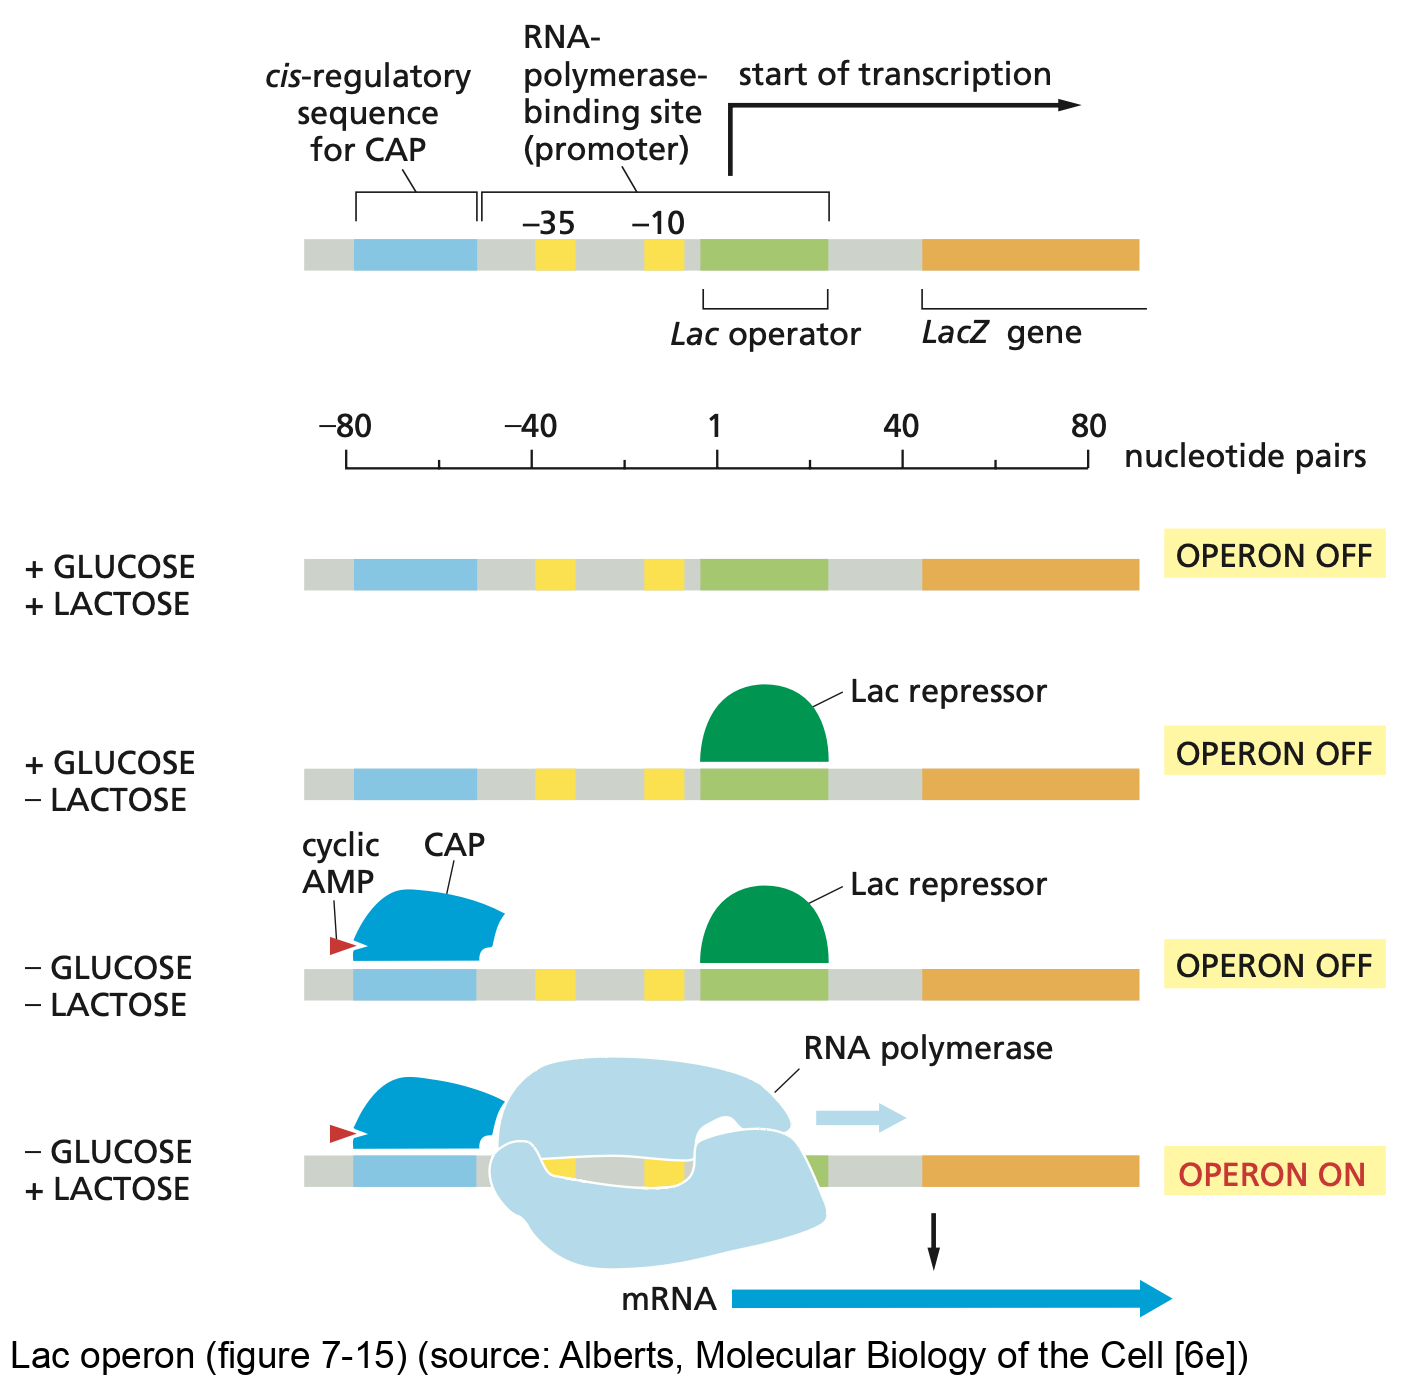 RNA-
polymerase-
binding site
(promoter)
cis-regulatory
sequence
for CAP
start of transcription
–35
–10
Lac operator
LacZ gene
–80
–40
1
40
80
nucleotide pairs
+ GLUCOSE
+ LACTOSE
OPERON OFF
Lac repressor
+ GLUCOSE
– LACTOSE
OPERON OFF
cyclic
AMP
CAP
Lac repressor
– GLUCOSE
– LACTOSE
OPERON OFF
RNA polymerase
– GLUCOSE
+ LACTOSE
OPERON ON
mRNA
Lac operon (figure 7-15) (source: Alberts, Molecular Biology of the Cell [6e])